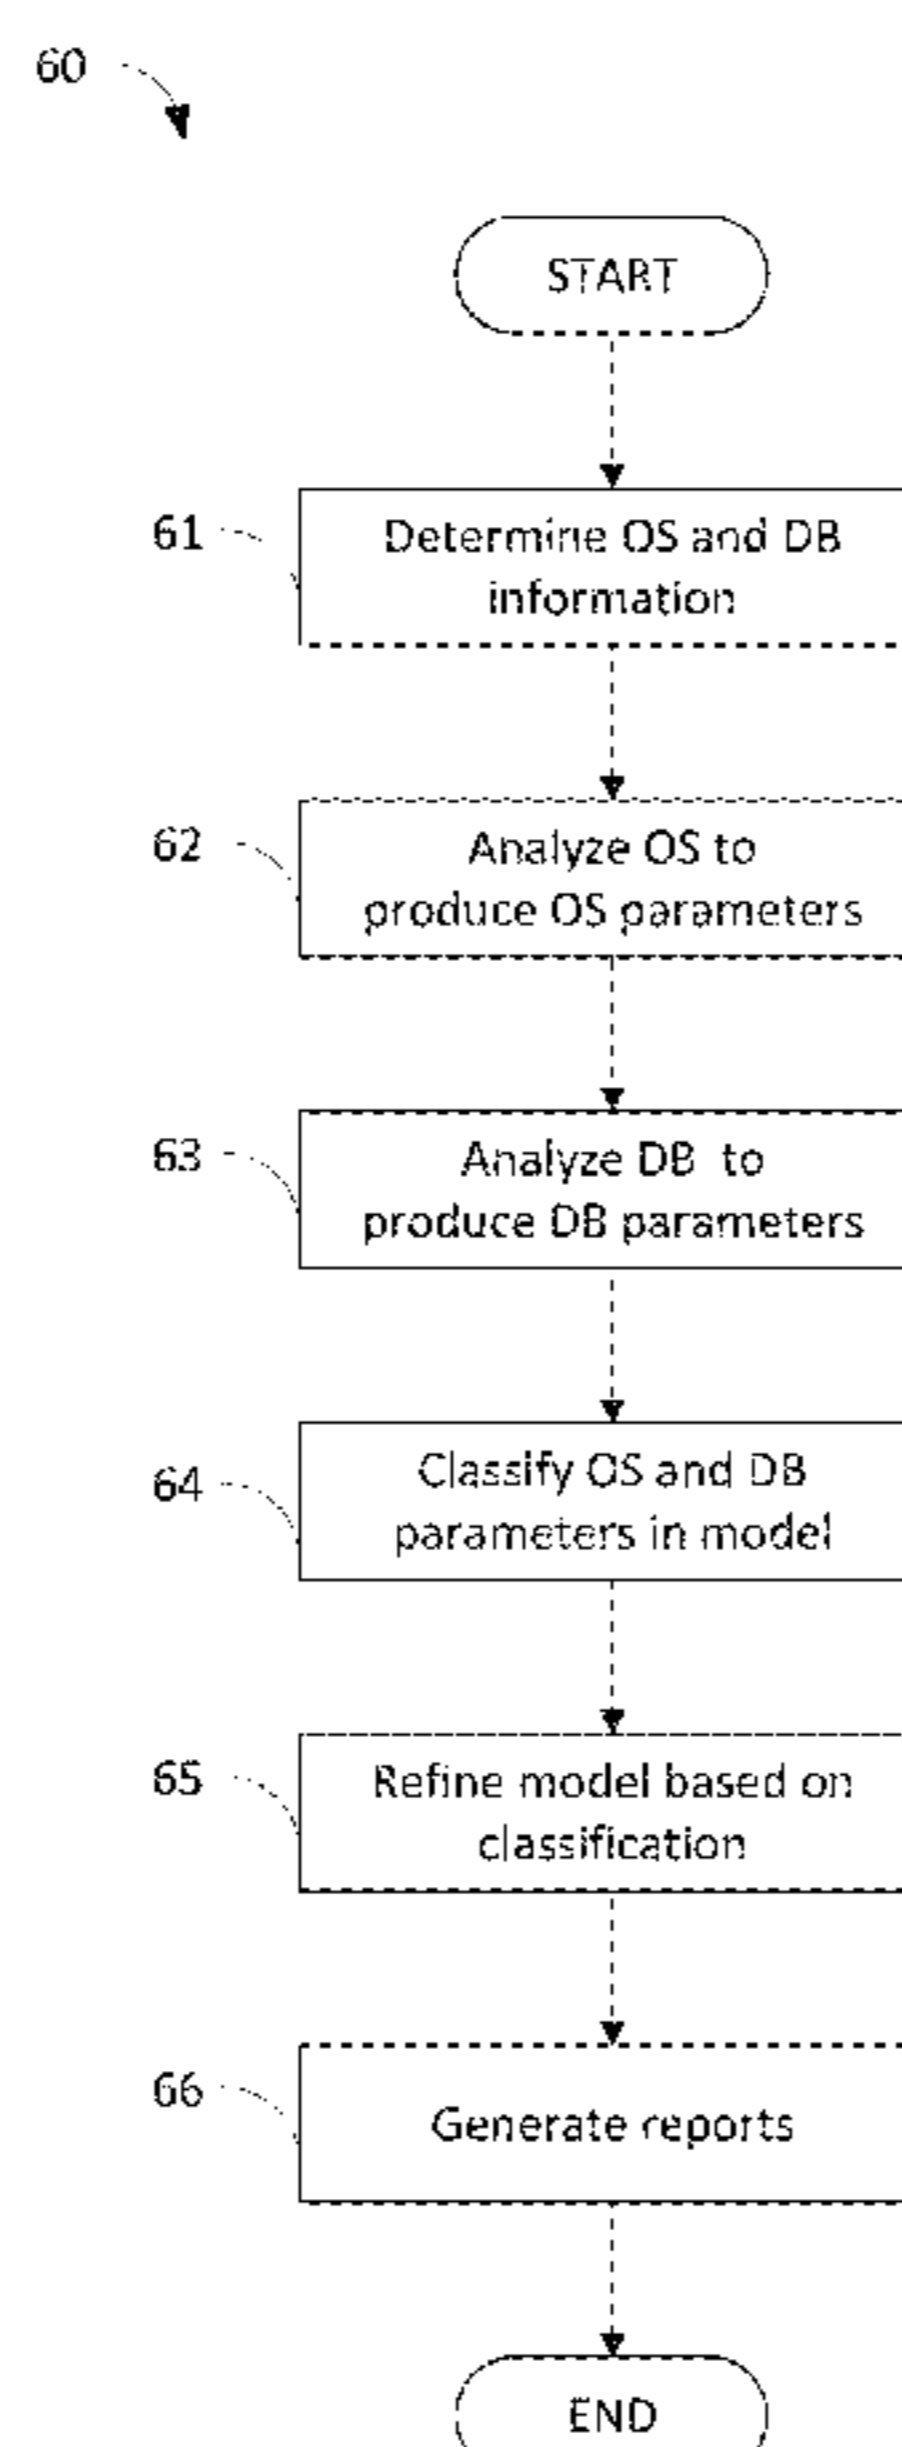 60
START
61
Determine OS and DB
information
62
Analyze OS to
produce OS parameters
63
Analyze DB to
produce DB parameters
64
Classify OS and DB
parameters in model
65
Refine model based on
classification
66
Generate reports
END